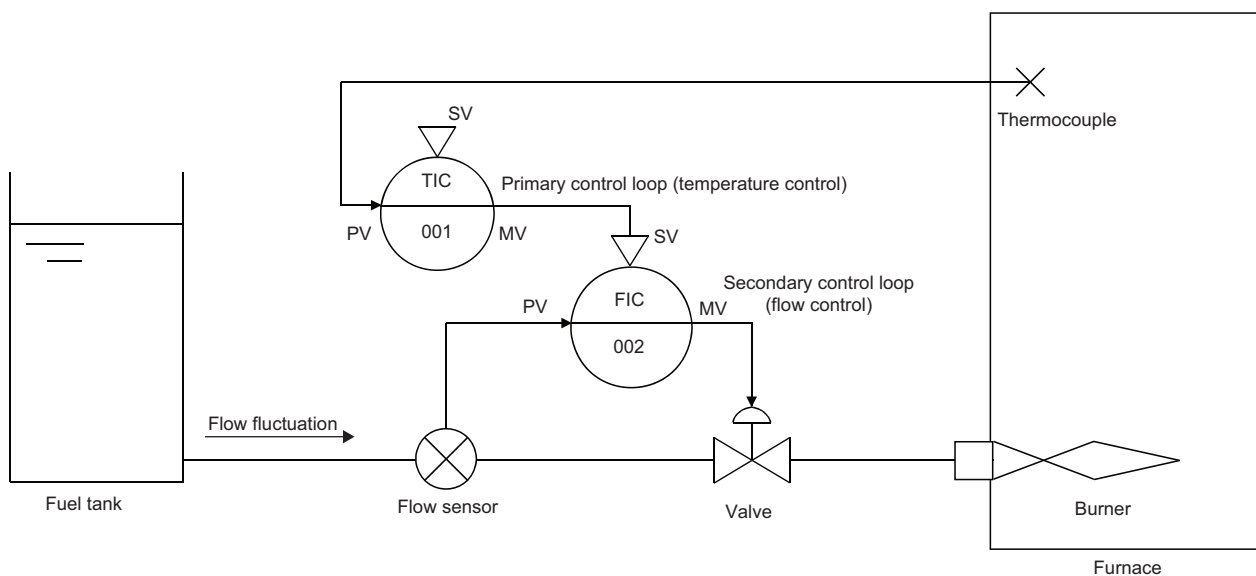 SV
Thermocouple
TIC
Primary control loop (temperature control)
PV
001
MV
SV
Secondary control loop
(flow control)
PV
FIC
MV
002
Flow fluctuation
Fuel tank
Flow sensor
Valve
Burner
Furnace